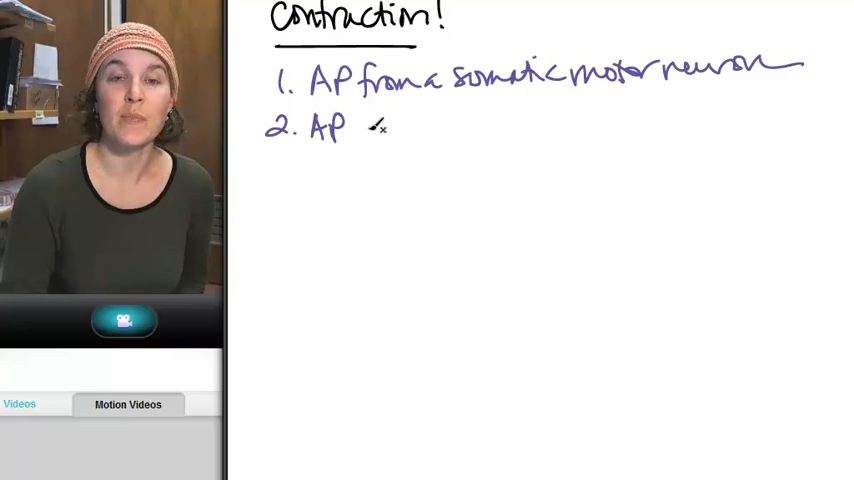 Contraction!
1. AP from a somatic motor neuron
2. AP
Videos
Motion Videos